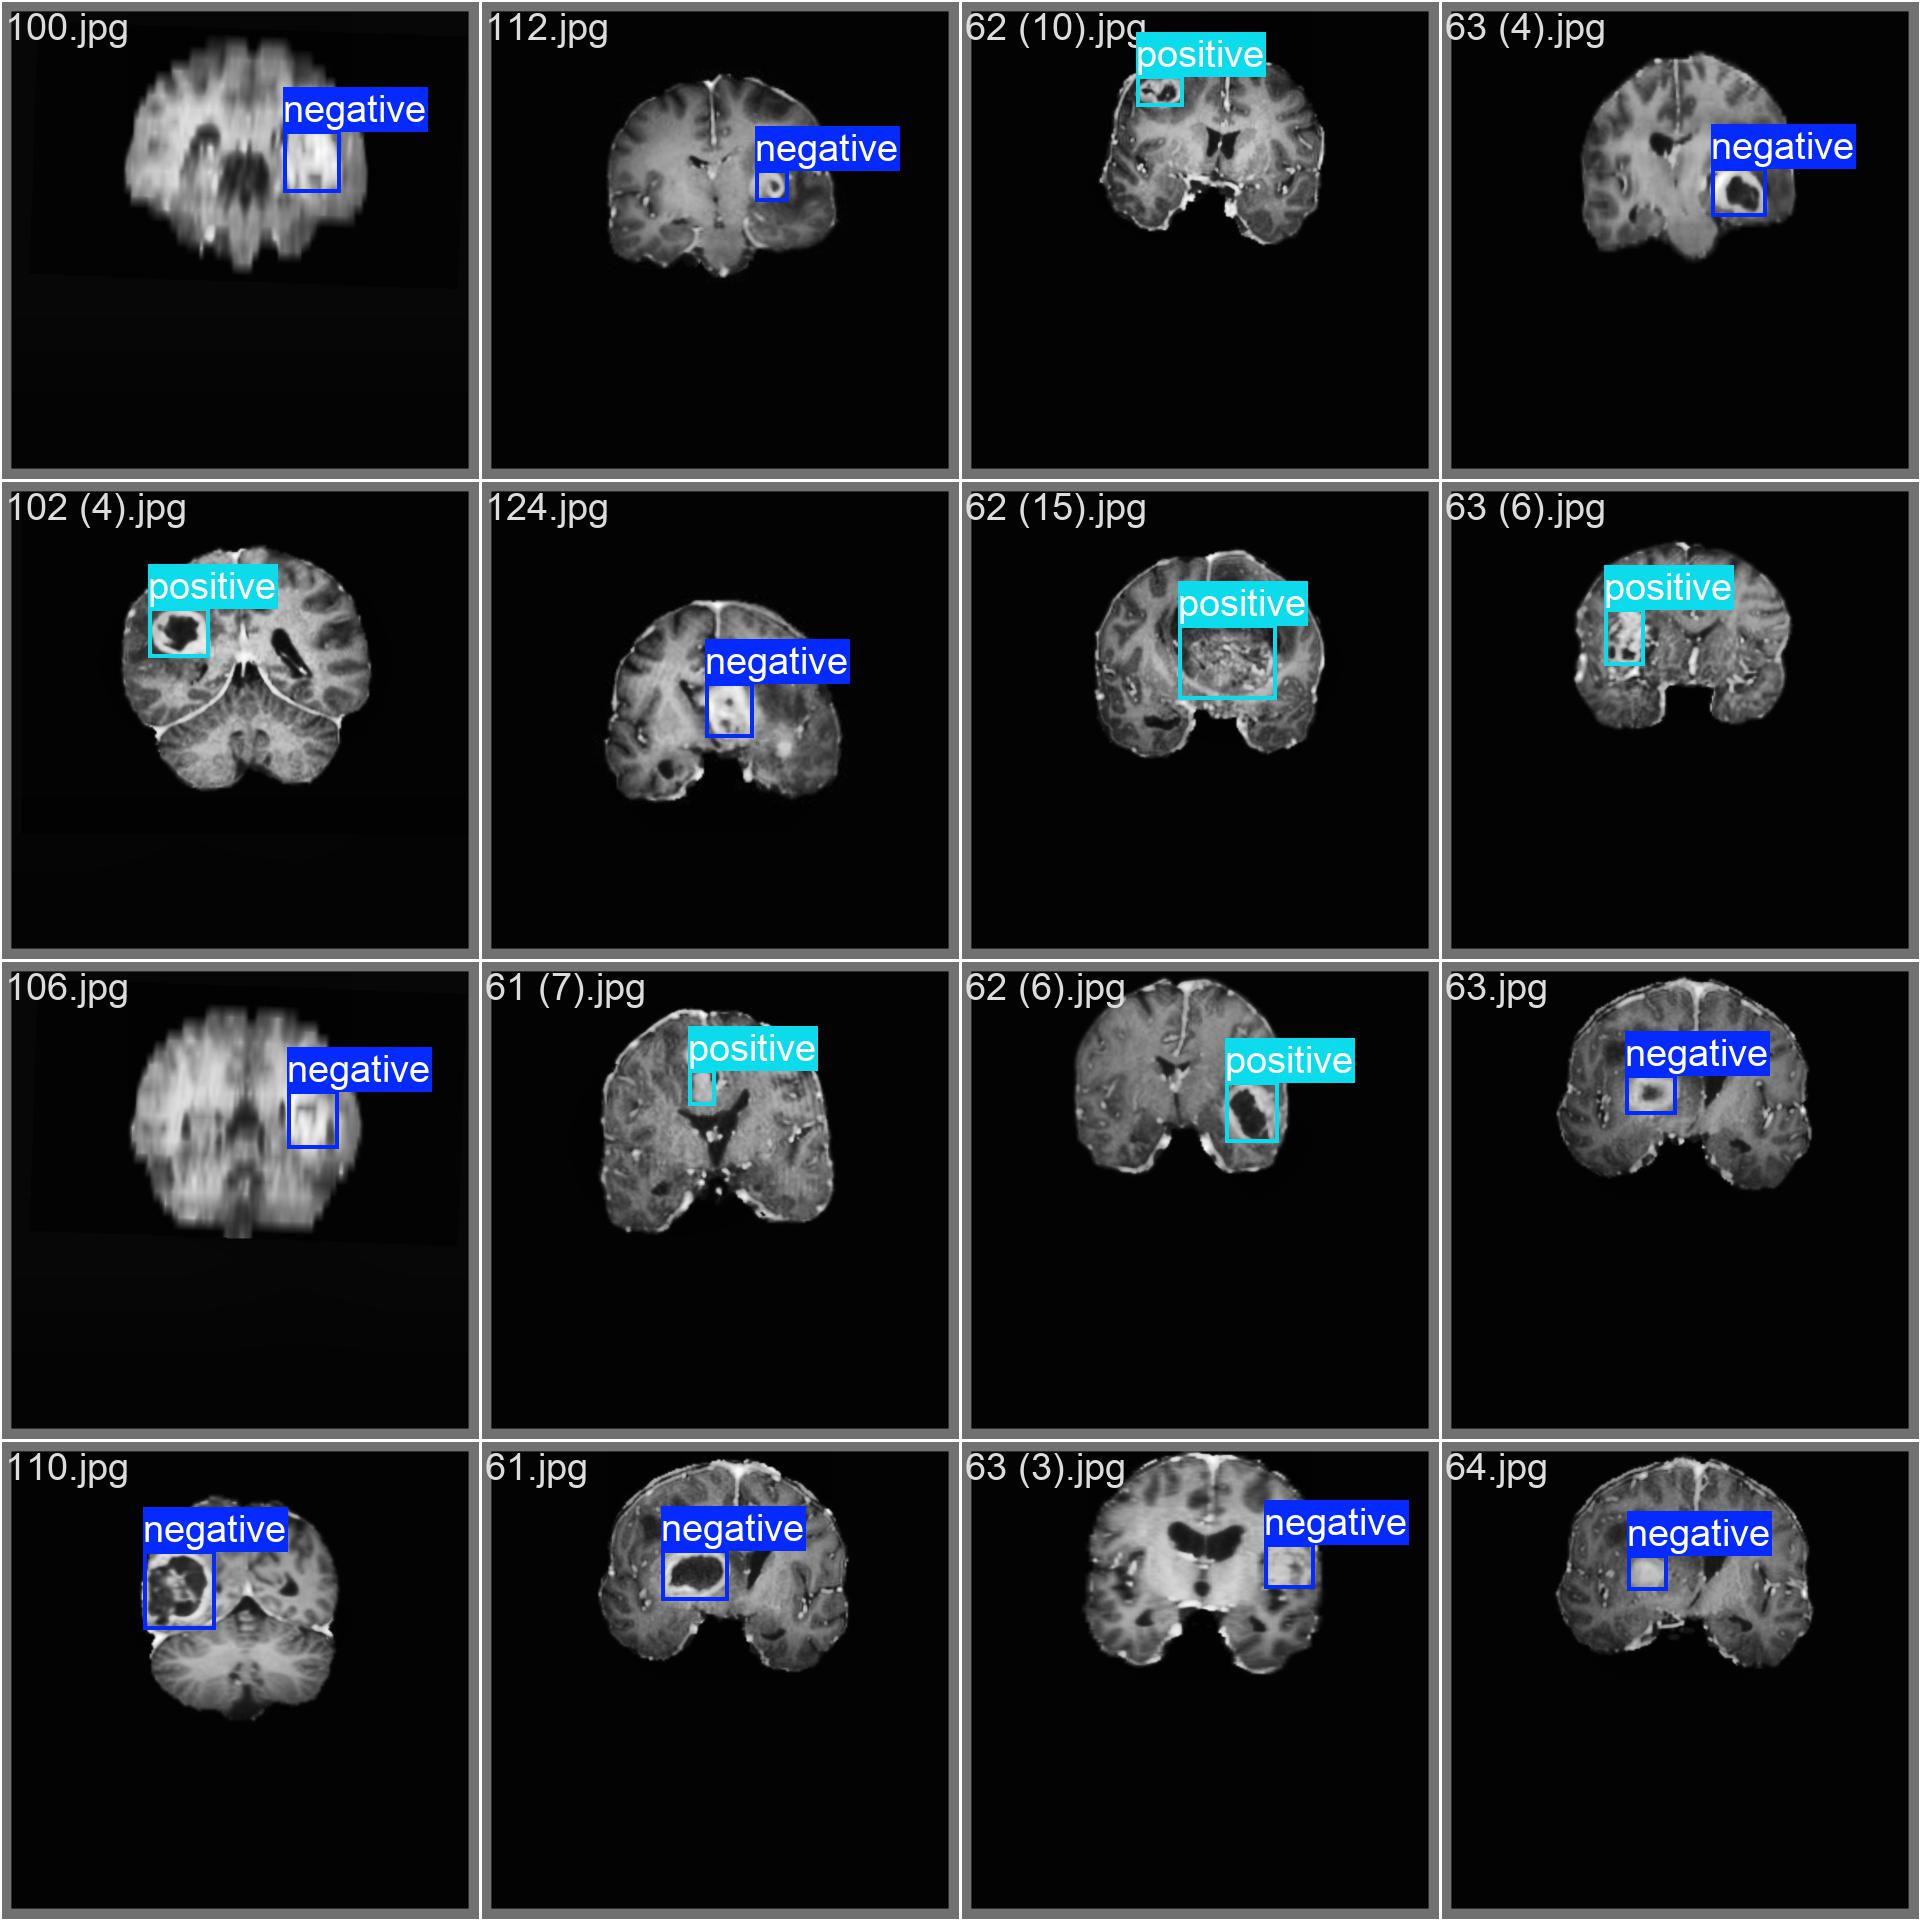 100.jpg
negative
112.jpg
negative
62 (10).jpg
positive
63 (4).jpg
negative
102 (4).jpg
positive
124.jpg
negative
62 (15).jpg
positive
63 (6).jpg
positive
106.jpg
negative
61 (7).jpg
positive
62 (6).jpg
positive
63.jpg
negative
110.jpg
negative
61.jpg
negative
63 (3).jpg
negative
64.jpg
negative